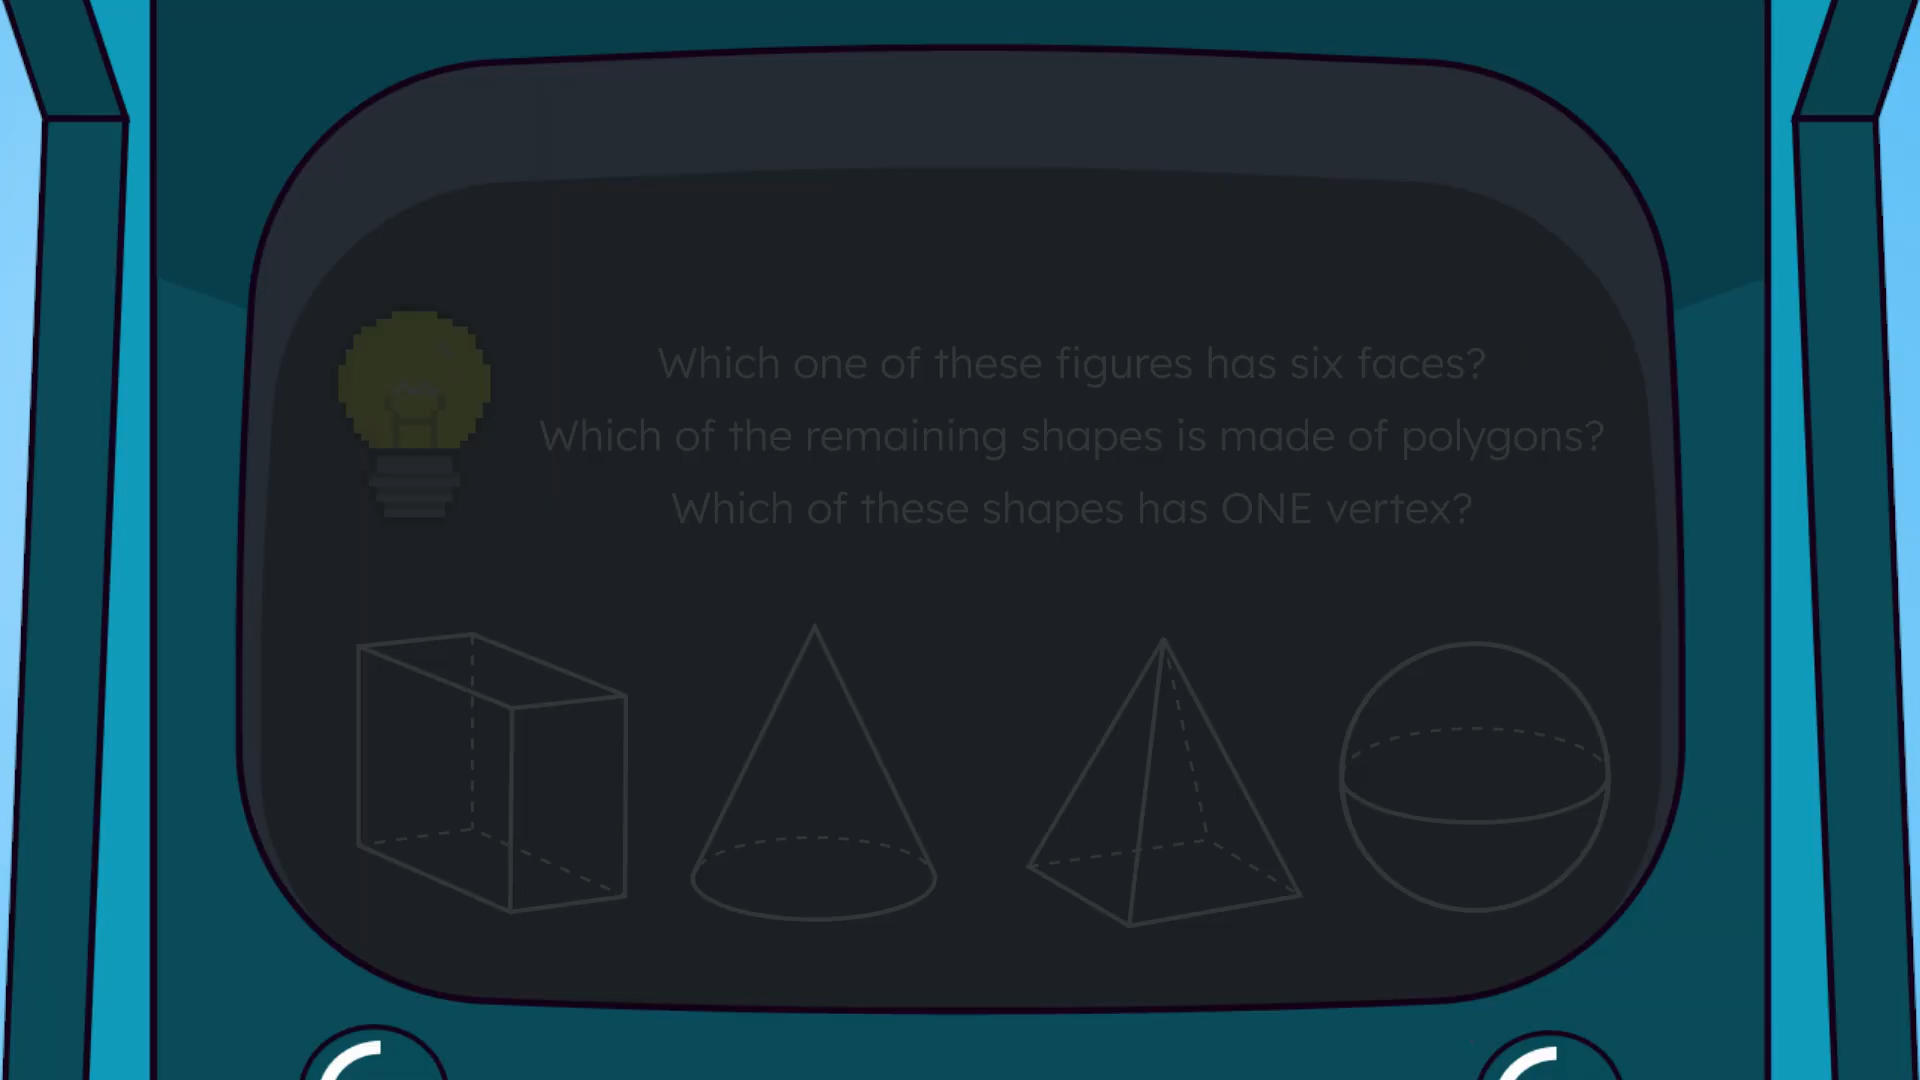 Which one of these figures has six faces?
Which of the remaining shapes is made of polygons?
Which of these shapes has ONE vertex?